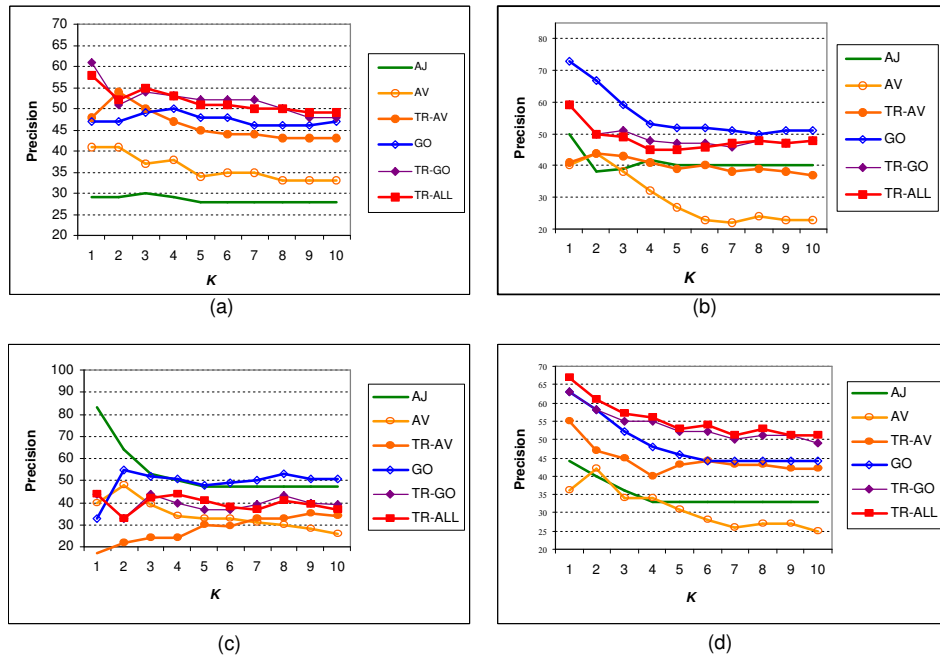 70
65
60
55
50
45
40
35
30
25
20
Precision
1 2 3 4 5 6 7 8 9 10
K
AJ
AV
TR-AV
GO
TR-GO
TR-ALL
(a)
80
70
60
50
40
30
20
Precision
1 2 3 4 5 6 7 8 9 10
K
AJ
AV
TR-AV
GO
TR-GO
TR-ALL
(b)
100
90
80
70
60
50
40
30
20
Precision
1 2 3 4 5 6 7 8 9 10
K
AJ
AV
TR-AV
GO
TR-GO
TR-ALL
(c)
70
65
60
55
50
45
40
35
30
25
20
Precision
1 2 3 4 5 6 7 8 9 10
K
AJ
AV
TR-AV
GO
TR-GO
TR-ALL
(d)